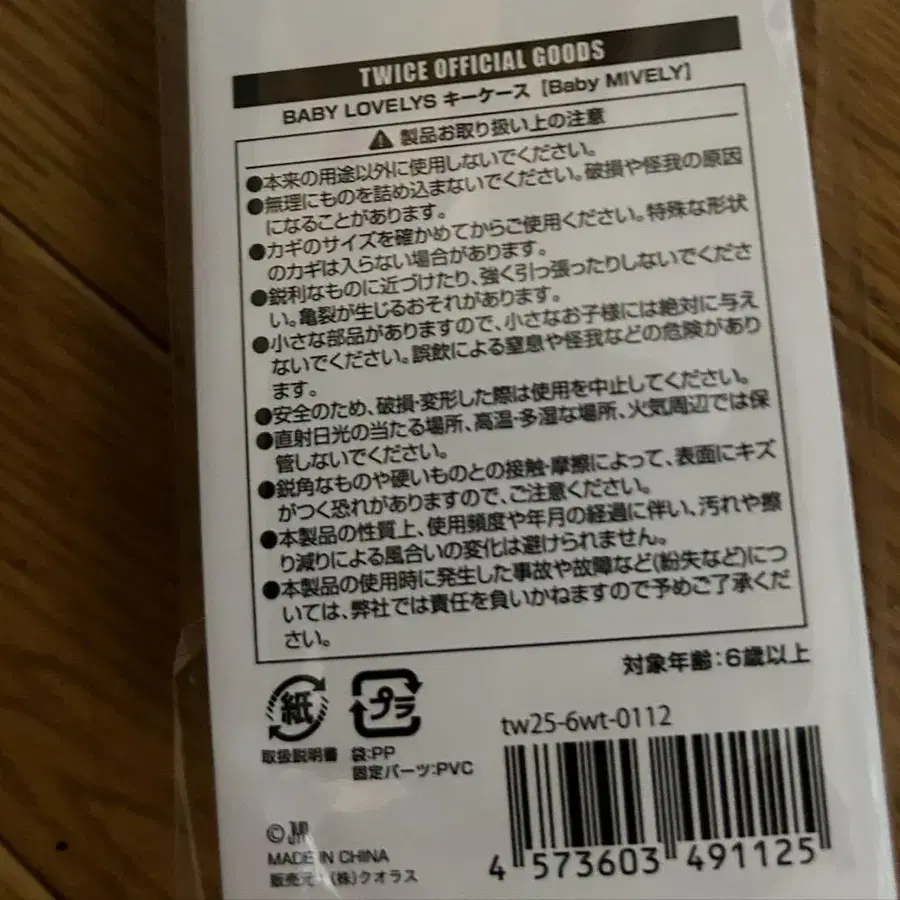 TWICE OFFICIAL GOODS
BABY LOVELYS キーケース [Baby MIVELY]
製品お取り扱い上の注意
●本来の用途以外に使用しないでください。
●無理にものを詰め込まないでください。破損や怪我の原因
になることがあります。
●カギのサイズを確かめてからご使用ください。特殊な形状
のカギは入らない場合があります。
●鋭利なものに近づけたり、強く引っ張ったりしないでくださ
い。亀裂が生じるおそれがあります。
●小さな部品がありますので、小さなお子様には絶対に与え
ないでください。誤飲による窒息や怪我などの危険があり
ます。
●安全のため、破損・変形した際は使用を中止してください。
●直射日光の当たる場所、高温・多湿な場所、火気周辺では保
管しないでください。
●鋭角なものや硬いものとの接触・摩擦によって、表面にキズ
がつく恐れがありますので、ご注意ください。
●本製品の性質上、使用頻度や年月の経過に伴い、汚れや擦
り減りによる風合いの変化は避けられません。
●本製品の使用時に発生した事故や故障など(紛失など)につ
いては、弊社では責任を負いかねますので予めご了承くだ
さい。
対象年齢:6歳以上
紙 プラ
取扱説明書 袋:PP
固定パーツ:PVC
tw25-6wt-0112
4 573603 491125
©
MADE IN CHINA
販売元:(株)クオラス